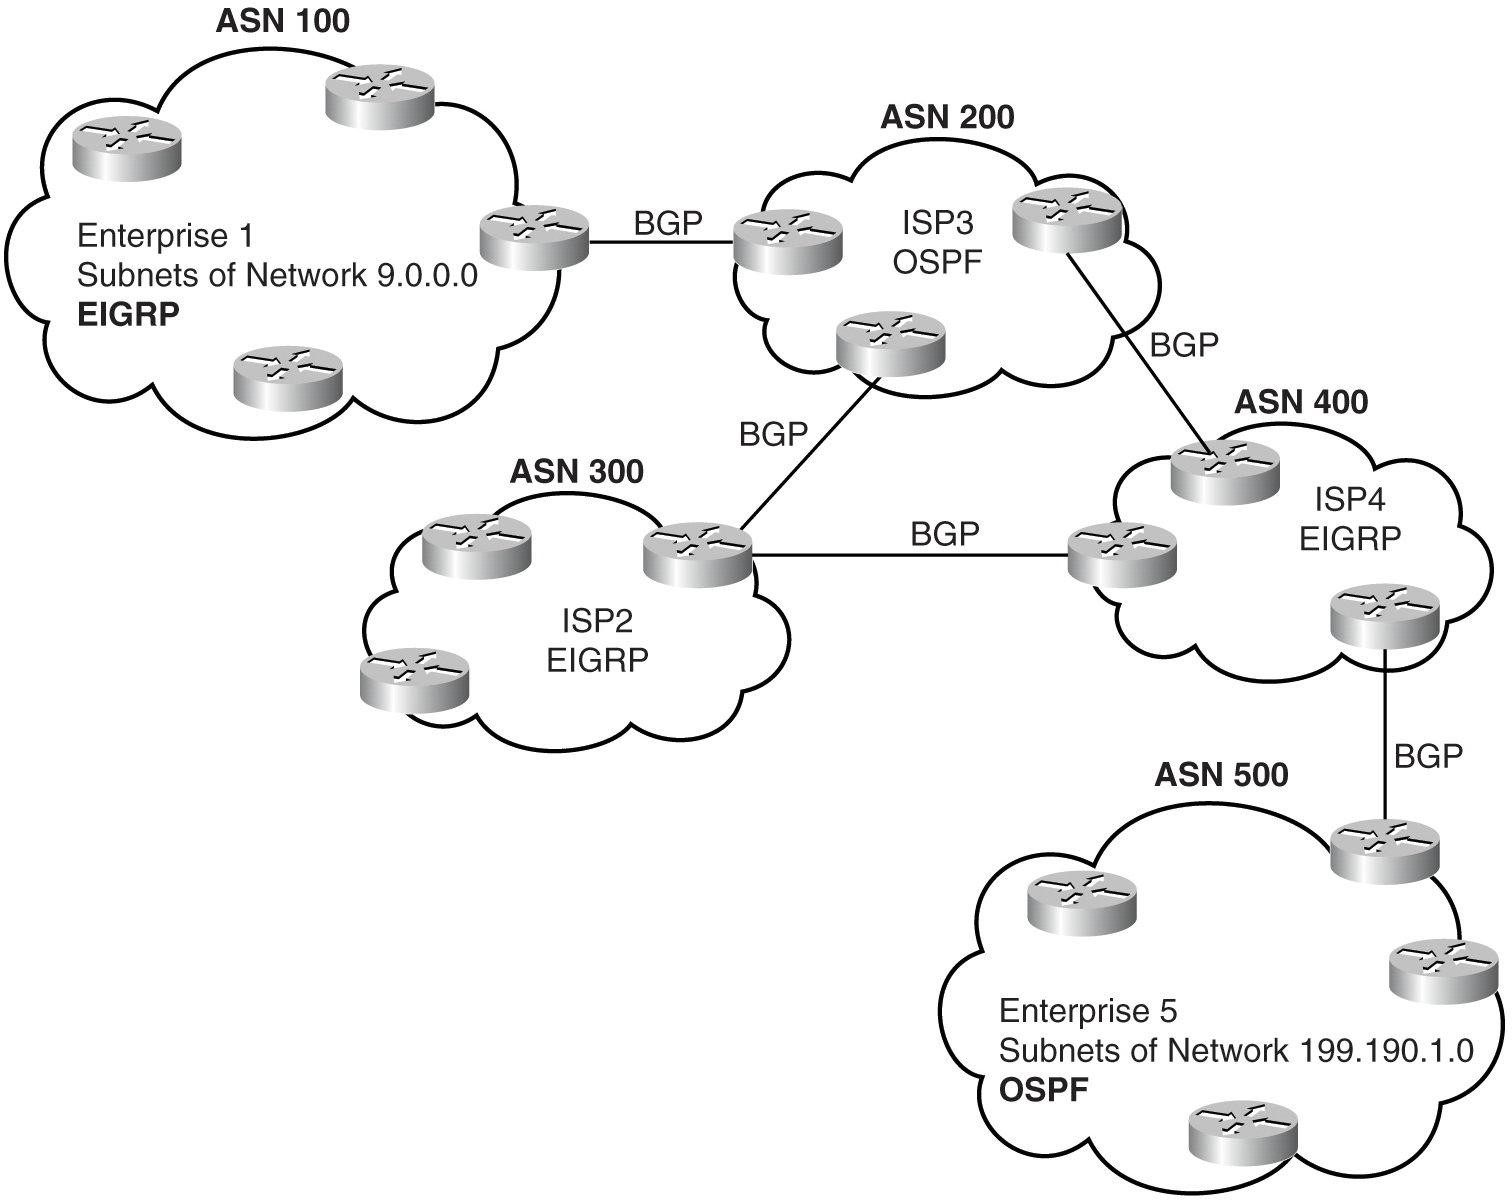 ASN 100
Enterprise 1
Subnets of Network 9.0.0.0
EIGRP
BGP
ASN 200
ISP3
OSPF
BGP
BGP
ASN 300
ISP2
EIGRP
BGP
ASN 400
ISP4
EIGRP
BGP
ASN 500
Enterprise 5
Subnets of Network 199.190.1.0
OSPF